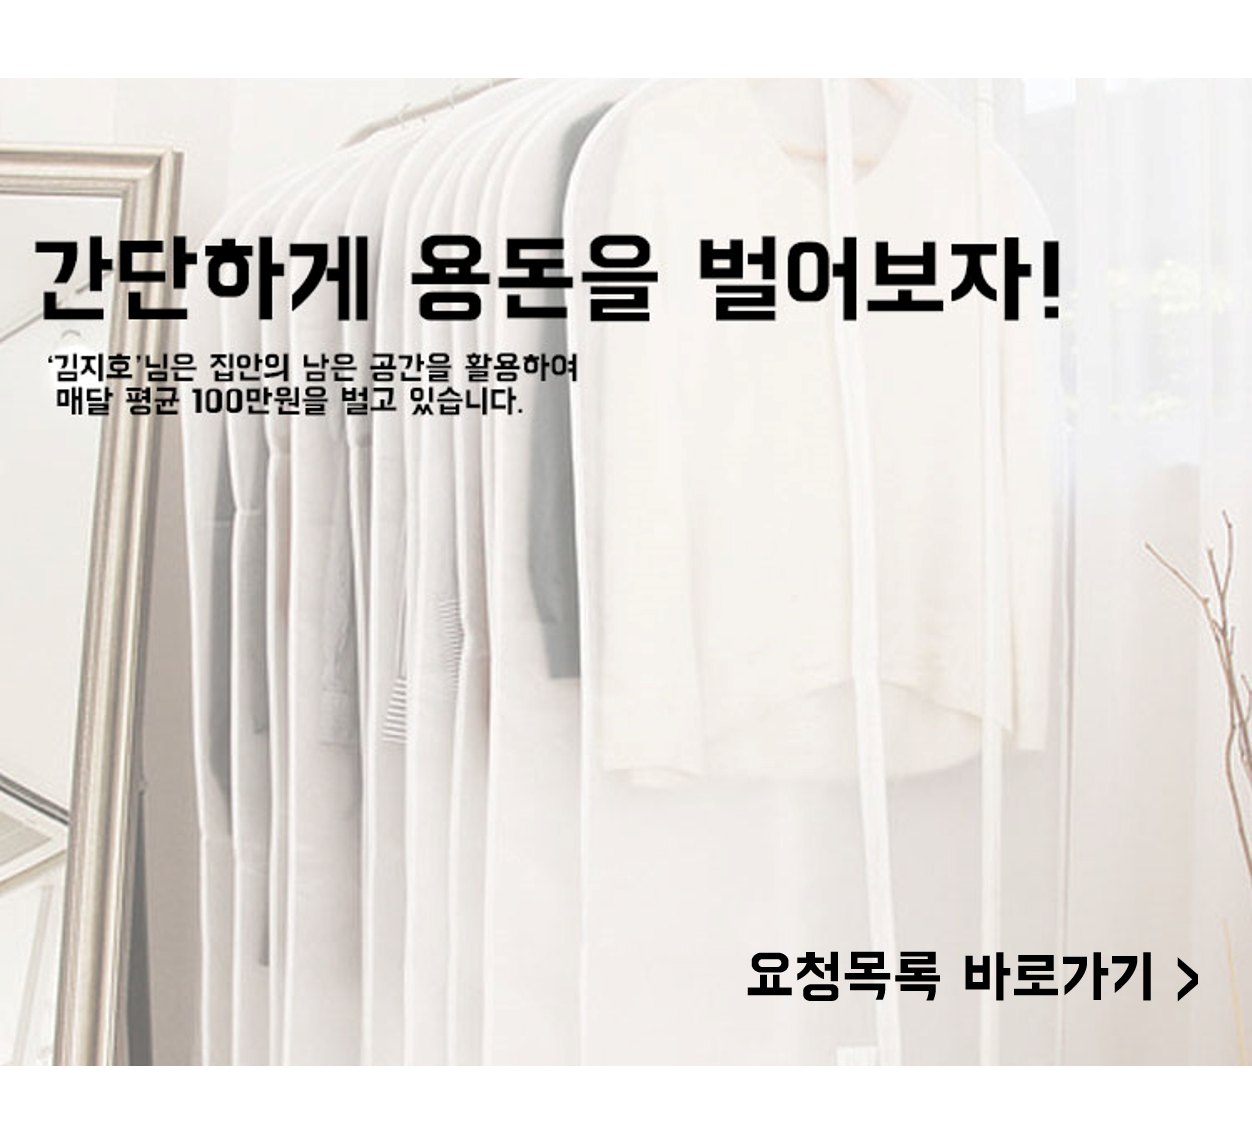 간단하게 용돈을 벌어보자!
‘김지호’님은 집안의 남은 공간을 활용하여
매달 평균 100만원을 벌고 있습니다.
요청목록 바로가기 >